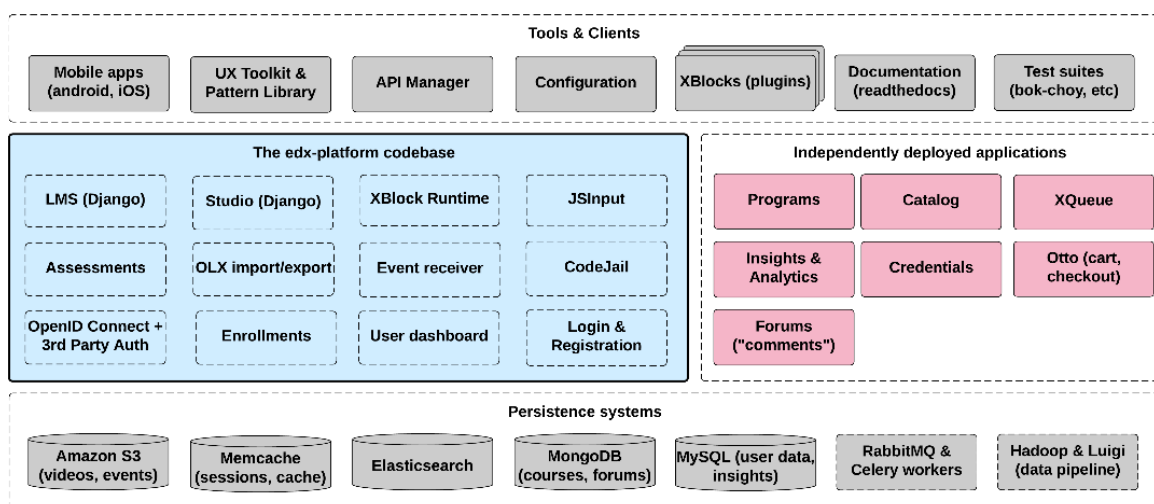 Tools & Clients
Mobile apps
(android, iOS)
UX Toolkit &
Pattern Library
API Manager
Configuration
XBlocks (plugins)
Documentation
(readthedocs)
Test suites
(bok-choy, etc)
The edx-platform codebase
LMS (Django)
Studio (Django)
XBlock Runtime
JSInput
Assessments
OLX import/export
Event receiver
CodeJail
OpenID Connect +
3rd Party Auth
Enrollments
User dashboard
Login &
Registration
Independently deployed applications
Programs
Catalog
XQueue
Insights &
Analytics
Credentials
Otto (cart,
checkout)
Forums
("comments")
Persistence systems
Amazon S3
(videos, events)
Memcache
(sessions, cache)
Elasticsearch
MongoDB
(courses, forums)
MySQL (user data,
insights)
RabbitMQ &
Celery workers
Hadoop & Luigi
(data pipeline)